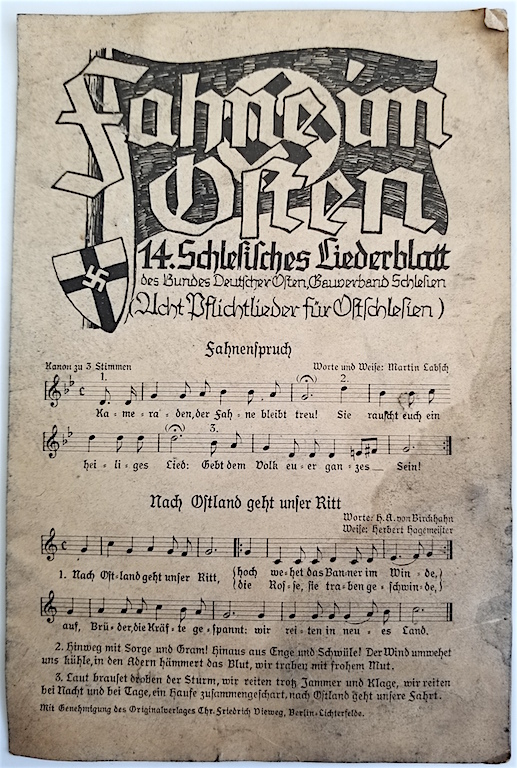 Fahne im
Osten
14. Schlesisches Liederblatt
des Bundes Deutscher Osten, Gauverband Schlesien
(Acht Pflichtlieder für Ostschlesien)
Fahnenspruch
Kanon zu 3 Stimmen Worte und Weise: Martin Labsch
1. 2.
Ka = me = ra = den, der Fah = ne bleibt treu! Sie rauscht euch ein
3.
hei = li = ges Lied: Gebt dem Volk eu = er gan = zes Sein!
Nach Ostland geht unser Ritt
Worte: H. A. von Birckhahn
Weise: Herbert Hagemeister
1. Nach Ost=land geht unser Ritt, hoch we=het das Ban=ner im Win = de,
die Ros=se, sie tra=ben ge = schwin=de,
auf, Brü = der, die Kräf = te ge = spannt: wir rei = ten in neu = es Land.
2. Hinweg mit Sorge und Gram! Hinaus aus Enge und Schwüle! Der Wind umwehet
uns kühle, in den Adern hämmert das Blut, wir traben mit frohem Mut.
3. Laut brauset droben der Sturm, wir reiten trotz Jammer und Klage, wir reiten
bei Nacht und bei Tage, ein Haufe zusammengeschart, nach Ostland geht unsere Fahrt.
Mit Genehmigung des Originalverlages Chr. Friedrich Vieweg, Berlin=Lichterfelde.